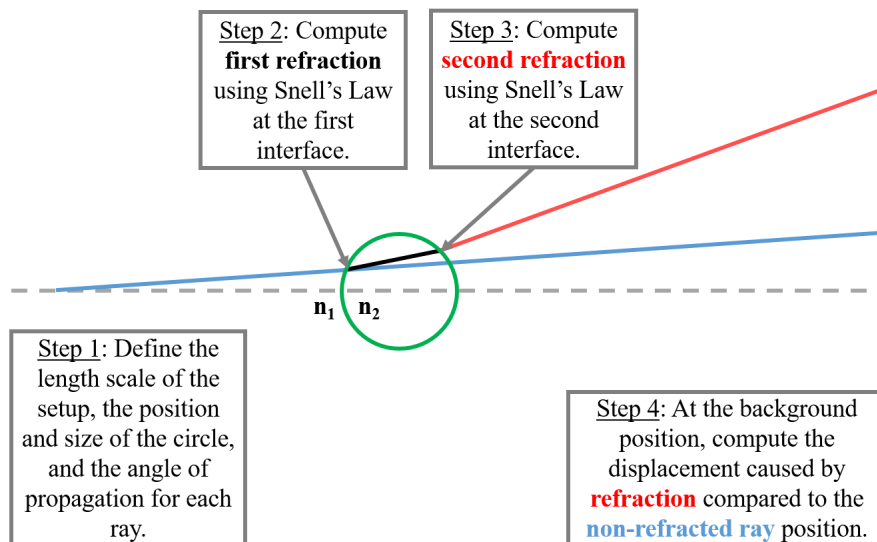 Step 2: Compute
first refraction
using Snell's Law
at the first
interface.
Step 3: Compute
second refraction
using Snell's Law
at the second
interface.
n1 n2
Step 1: Define the
length scale of the
setup, the position
and size of the circle,
and the angle of
propagation for each
ray.
Step 4: At the background
position, compute the
displacement caused by
refraction compared to the
non-refracted ray position.